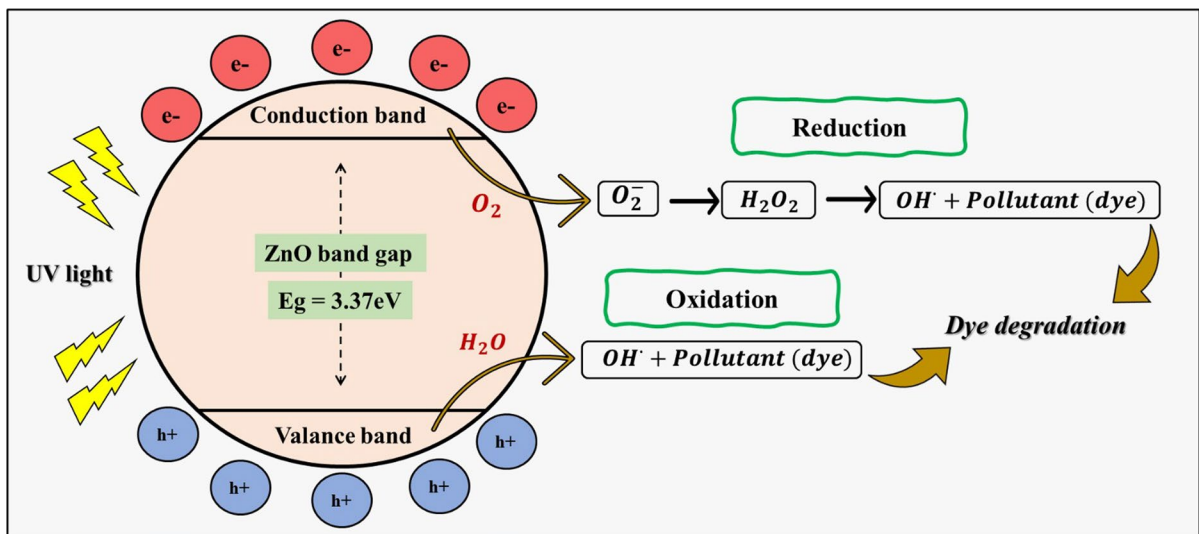 e-
e-
e-
e-
e-
Conduction band
Reduction
O₂
O₂⁻
H₂O₂
OH˙ + Pollutant (dye)
ZnO band gap
UV light
Eg = 3.37eV
Oxidation
Dye degradation
H₂O
OH˙ + Pollutant (dye)
Valance band
h+
h+
h+
h+
h+